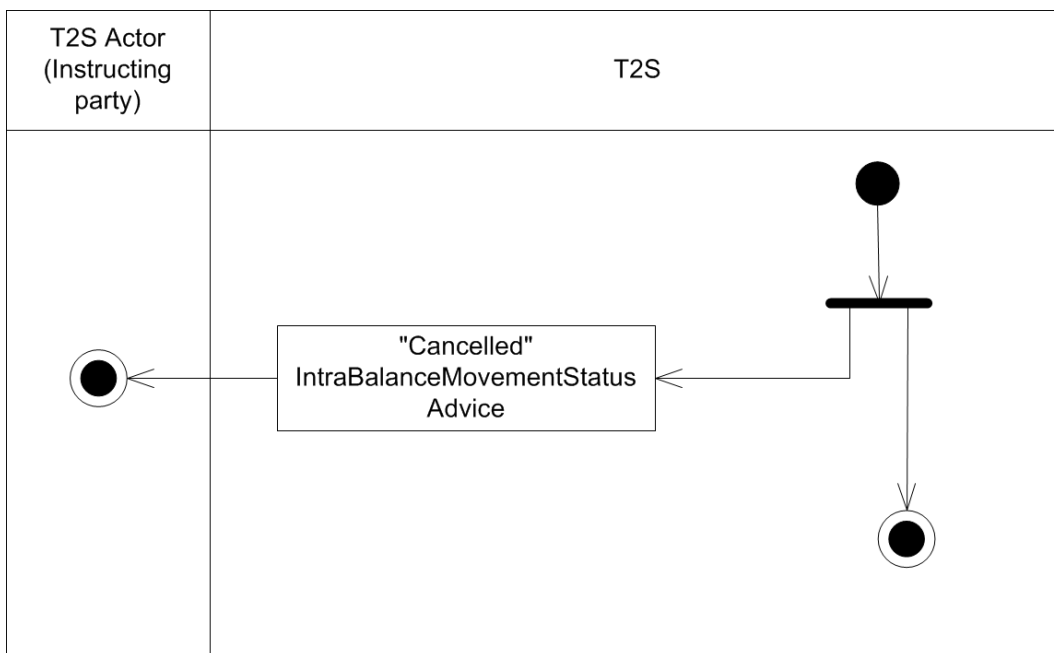 T2S Actor
(Instructing
party)
T2S
"Cancelled"
IntraBalanceMovementStatus
Advice